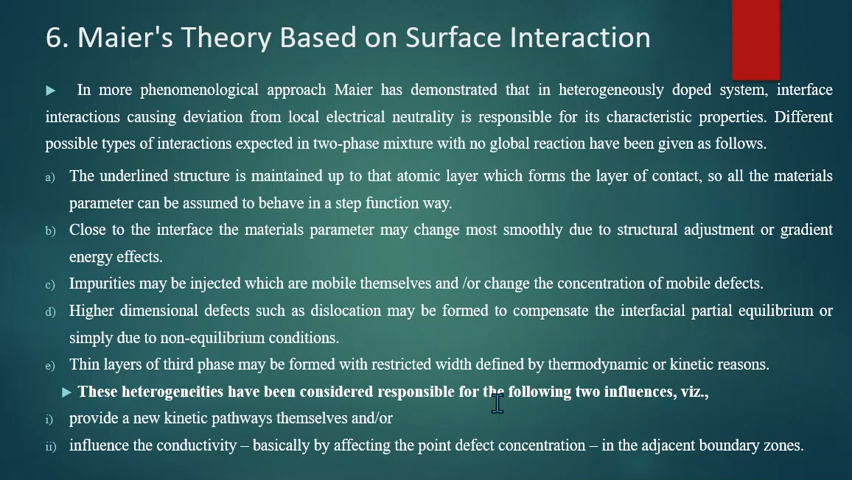 6. Maier's Theory Based on Surface Interaction
In more phenomenological approach Maier has demonstrated that in heterogeneously doped system, interface
interactions causing deviation from local electrical neutrality is responsible for its characteristic properties. Different
possible types of interactions expected in two-phase mixture with no global reaction have been given as follows.
a) The underlined structure is maintained up to that atomic layer which forms the layer of contact, so all the materials
parameter can be assumed to behave in a step function way.
b) Close to the interface the materials parameter may change most smoothly due to structural adjustment or gradient
energy effects.
c) Impurities may be injected which are mobile themselves and /or change the concentration of mobile defects.
d) Higher dimensional defects such as dislocation may be formed to compensate the interfacial partial equilibrium or
simply due to non-equilibrium conditions.
e) Thin layers of third phase may be formed with restricted width defined by thermodynamic or kinetic reasons.
These heterogeneities have been considered responsible for the following two influences, viz.,
i) provide a new kinetic pathways themselves and/or
ii) influence the conductivity – basically by affecting the point defect concentration – in the adjacent boundary zones.